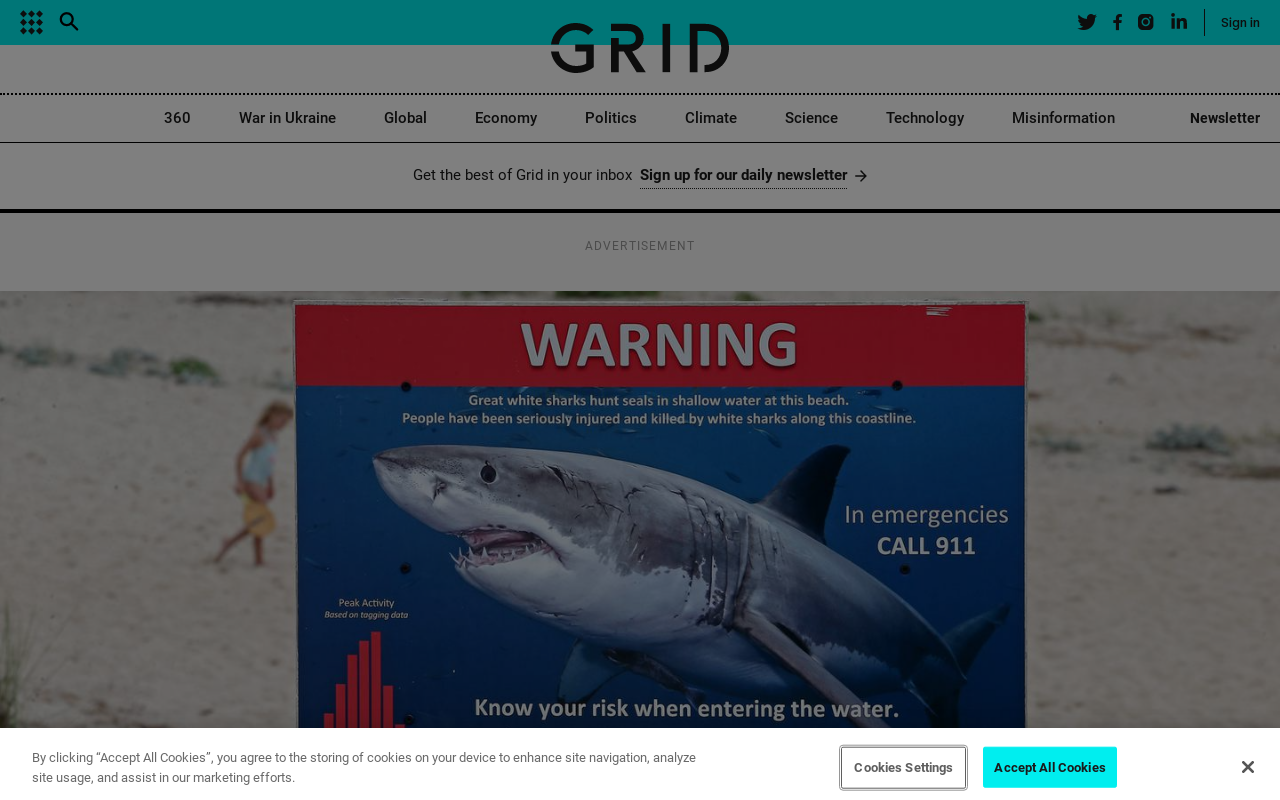 Sign in
GRID
360 War in Ukraine Global Economy Politics Climate Science Technology Misinformation Newsletter
Get the best of Grid in your inbox Sign up for our daily newsletter
ADVERTISEMENT
WARNING
Great white sharks hunt seals in shallow water at this beach.
People have been seriously injured and killed by white sharks along this coastline.
In emergencies
CALL 911
Peak Activity
Based on tagging data
Know your risk when entering the water.
By clicking “Accept All Cookies”, you agree to the storing of cookies on your device to enhance site navigation, analyze
site usage, and assist in our marketing efforts.
Cookies Settings
Accept All Cookies